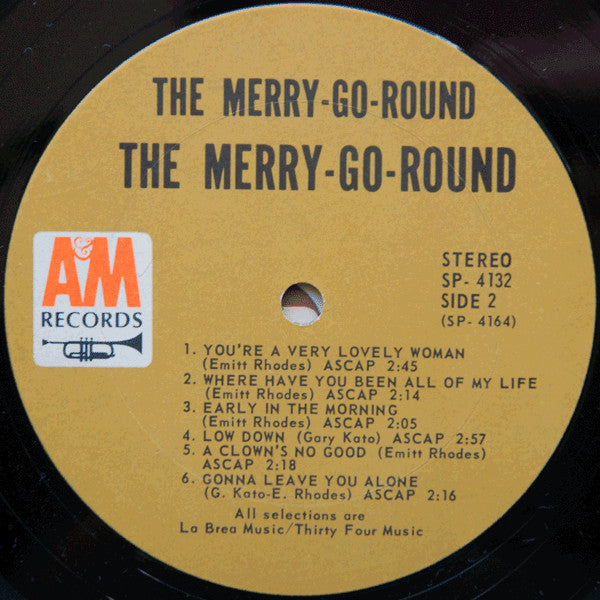 THE MERRY-GO-ROUND
THE MERRY-GO-ROUND
A&M
RECORDS
STEREO
SP- 4132
SIDE 2
(SP- 4164)
1. YOU'RE A VERY LOVELY WOMAN
(Emitt Rhodes) ASCAP 2:45
2. WHERE HAVE YOU BEEN ALL OF MY LIFE
(Emitt Rhodes) ASCAP 2:14
3. EARLY IN THE MORNING
(Emitt Rhodes) ASCAP 2:05
4. LOW DOWN (Gary Kato) ASCAP 2:57
5. A CLOWN'S NO GOOD (Emitt Rhodes)
ASCAP 2:18
6. GONNA LEAVE YOU ALONE
(G. Kato-E. Rhodes) ASCAP 2:16
All selections are
La Brea Music/Thirty Four Music